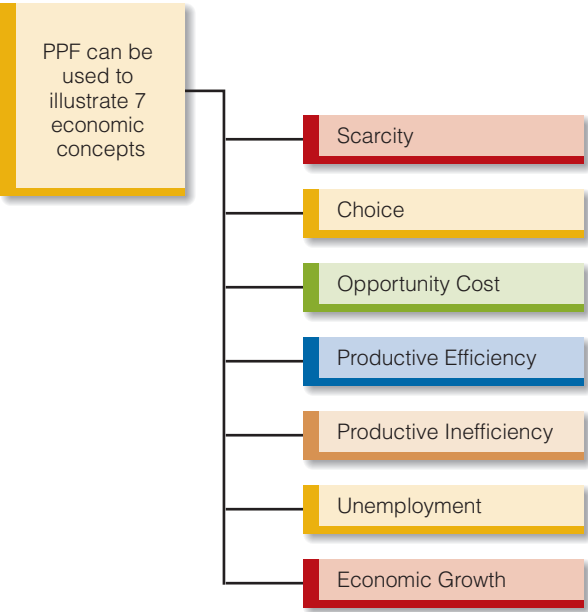 PPF can be
used to
illustrate 7
economic
concepts
Scarcity
Choice
Opportunity Cost
Productive Efficiency
Productive Inefficiency
Unemployment
Economic Growth